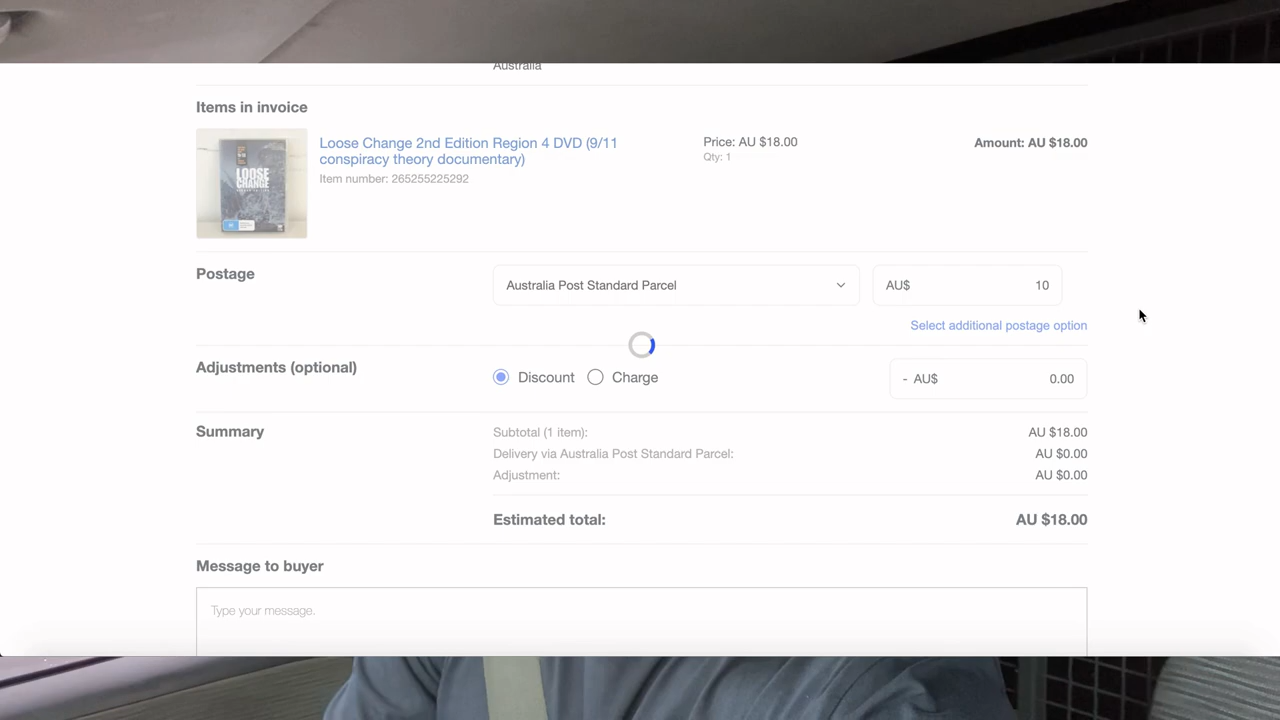 Australia
Items in invoice
Loose Change 2nd Edition Region 4 DVD (9/11
conspiracy theory documentary)
Item number: 265255225292
Price: AU $18.00
Qty: 1
Amount: AU $18.00
LOOSE
CHANGE
Postage
Australia Post Standard Parcel
AU$ 10
Select additional postage option
Adjustments (optional)
Discount
Charge
- AU$ 0.00
Summary
Subtotal (1 item): AU $18.00
Delivery via Australia Post Standard Parcel: AU $0.00
Adjustment: AU $0.00
Estimated total: AU $18.00
Message to buyer
Type your message.